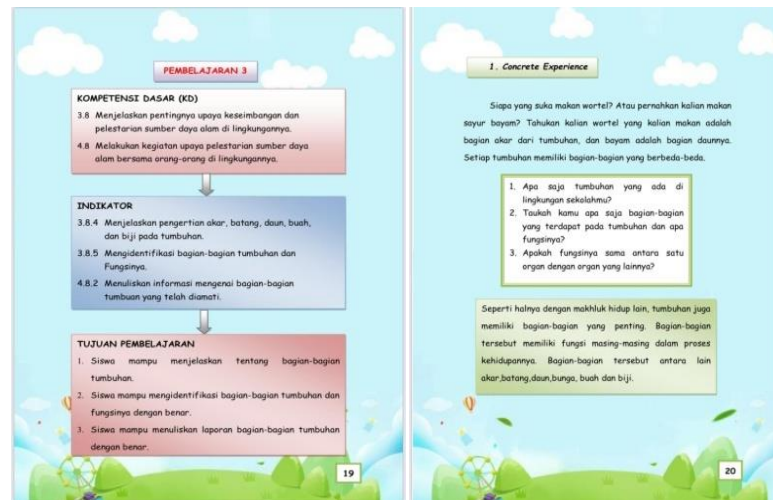 PEMBELAJARAN 3
KOMPETENSI DASAR (KD)
3.8 Menjelaskan pentingnya upaya keseimbangan dan
pelestarian sumber daya alam di lingkungannya.
4.8 Melakukan kegiatan upaya pelestarian sumber daya
alam bersama orang-orang di lingkungannya.
INDIKATOR
3.8.4 Menjelaskan pengertian akar, batang, daun, buah,
dan biji pada tumbuhan.
3.8.5 Mengidentifikasi bagian-bagian tumbuhan dan
Fungsinya.
4.8.2 Menuliskan informasi mengenai bagian-bagian
tumbuan yang telah diamati.
TUJUAN PEMBELAJARAN
1. Siswa mampu menjelaskan tentang bagian-bagian
tumbuhan.
2. Siswa mampu mengidentifikasi bagian-bagian tumbuhan dan
fungsinya dengan benar.
3. Siswa mampu menuliskan laporan bagian-bagian tumbuhan
dengan benar.
19
1. Concrete Experience
Siapa yang suka makan wortel? Atau pernahkan kalian makan
sayur bayam? Tahukan kalian wortel yang kalian makan adalah
bagian akar dari tumbuhan, dan bayam adalah bagian daunnya.
Setiap tumbuhan memiliki bagian-bagian yang berbeda-beda.
1. Apa saja tumbuhan yang ada di
lingkungan sekolahmu?
2. Taukah kamu apa saja bagian-bagian
yang terdapat pada tumbuhan dan apa
fungsinya?
3. Apakah fungsinya sama antara satu
organ dengan organ yang lainnya?
Seperti halnya dengan makhluk hidup lain, tumbuhan juga
memiliki bagian-bagian yang penting. Bagian-bagian
tersebut memiliki fungsi masing-masing dalam proses
kehidupannya. Bagian-bagian tersebut antara lain
akar,batang,daun,bunga, buah dan biji.
20